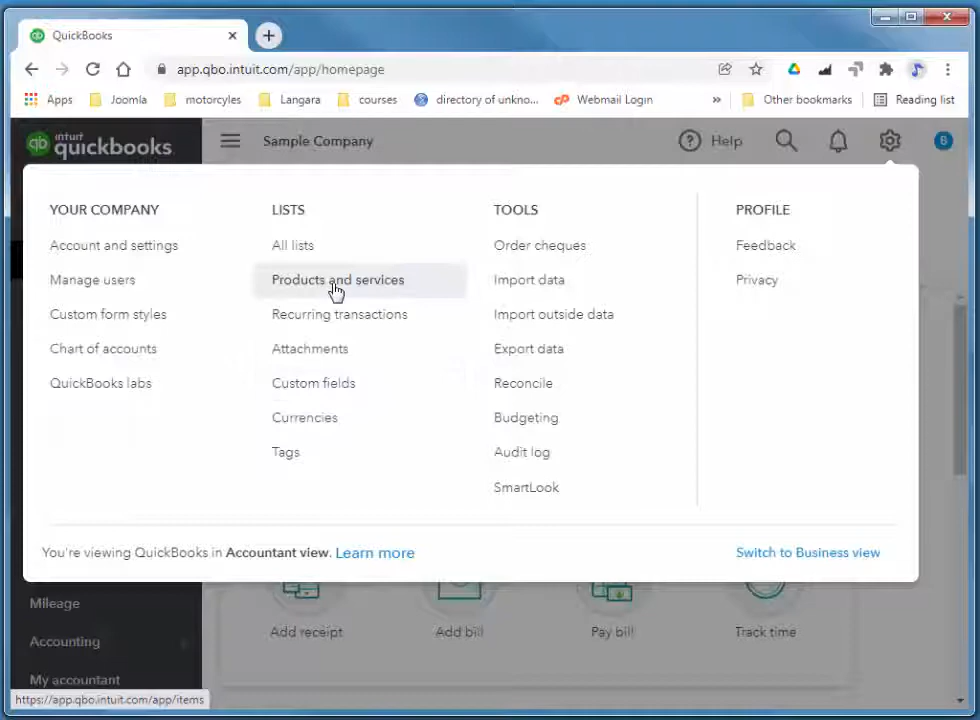 QuickBooks
app.qbo.intuit.com/app/homepage
Apps Joomla motorcyles Langara courses directory of unkno... Webmail Login » Other bookmarks Reading list
qb intuit quickbooks Sample Company ? Help B
YOUR COMPANY
Account and settings
Manage users
Custom form styles
Chart of accounts
QuickBooks labs
LISTS
All lists
Products and services
Recurring transactions
Attachments
Custom fields
Currencies
Tags
TOOLS
Order cheques
Import data
Import outside data
Export data
Reconcile
Budgeting
Audit log
SmartLook
PROFILE
Feedback
Privacy
You're viewing QuickBooks in Accountant view. Learn more
Switch to Business view
Mileage
Accounting
My accountant
Add receipt Add bill Pay bill Track time
https://app.qbo.intuit.com/app/items